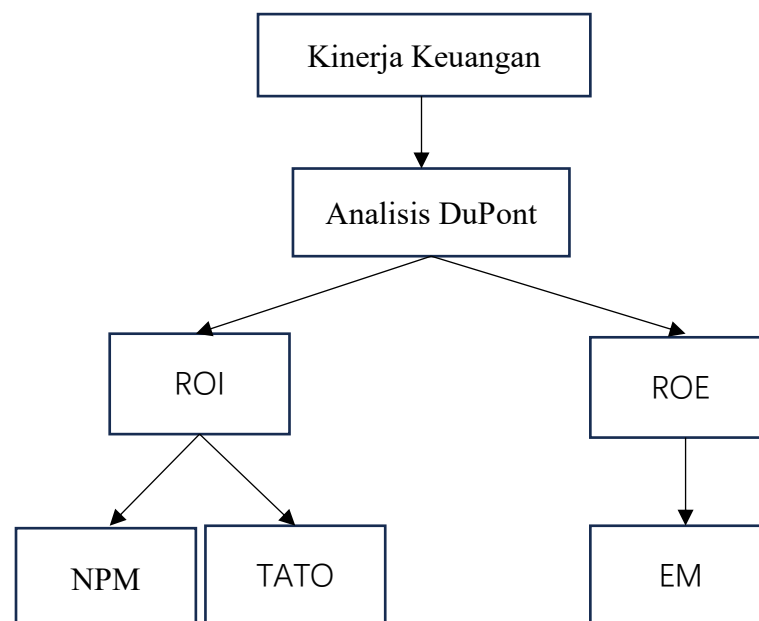 Kinerja Keuangan
Analisis DuPont
ROI
ROE
NPM
TATO
EM